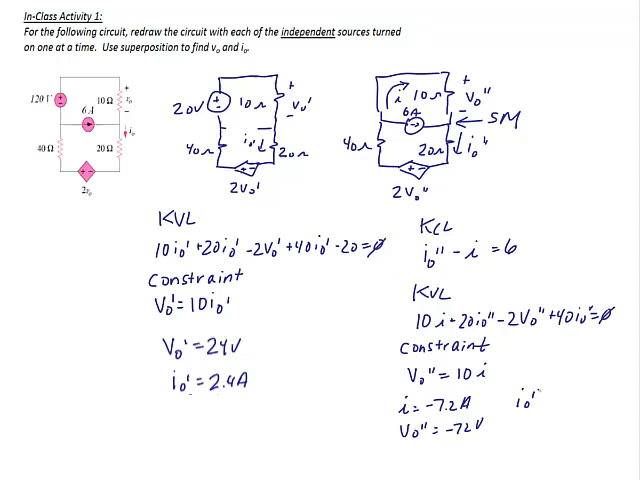 In-Class Activity 1:
For the following circuit, redraw the circuit with each of the independent sources turned
on one at a time. Use superposition to find vo and io.
120 V
10 Ω
+
vo
−
6 A
io
40 Ω
20 Ω
+ −
2vo
20V
+
−
10Ω
+
Vo'
−
40Ω
io'
20Ω
+ −
2Vo'
i
10Ω
+
Vo"
−
6A
SM
40Ω
20Ω
io"
+ −
2Vo"
KVL
10io' + 20io' - 2Vo' + 40io' - 20 = 0
Constraint
Vo' = 10io'
Vo' = 24V
io' = 2.4A
KCL
io" - i = 6
KVL
10i + 20io" - 2Vo" + 40io" = 0
Constraint
Vo" = 10i
i = -7.2A
io'
Vo" = -72V